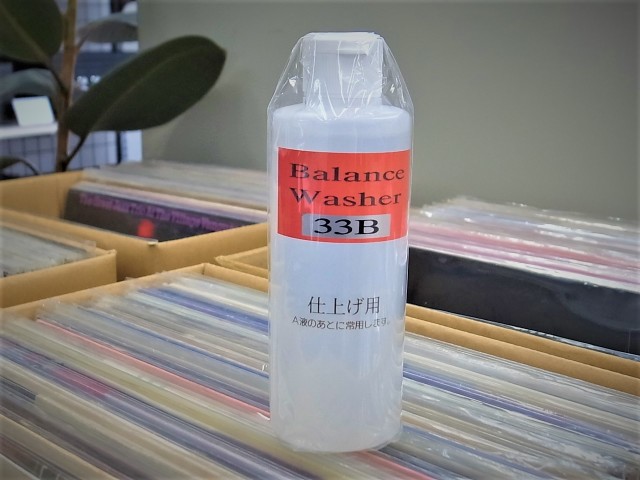 Balance
Washer
33B
仕上げ用
A液のあとに常用します。